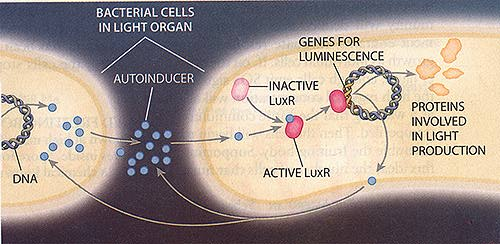 BACTERIAL CELLS
IN LIGHT ORGAN
AUTOINDUCER
GENES FOR
LUMINESCENCE
INACTIVE
LuxR
ACTIVE LuxR
PROTEINS
INVOLVED
IN LIGHT
PRODUCTION
DNA